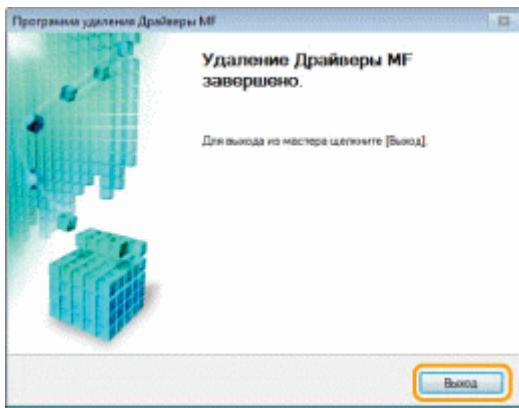 Программа удаления Драйверы MF
Удаление Драйверы MF
завершено.
Для выхода из мастера щелкните [Выход].
Выход